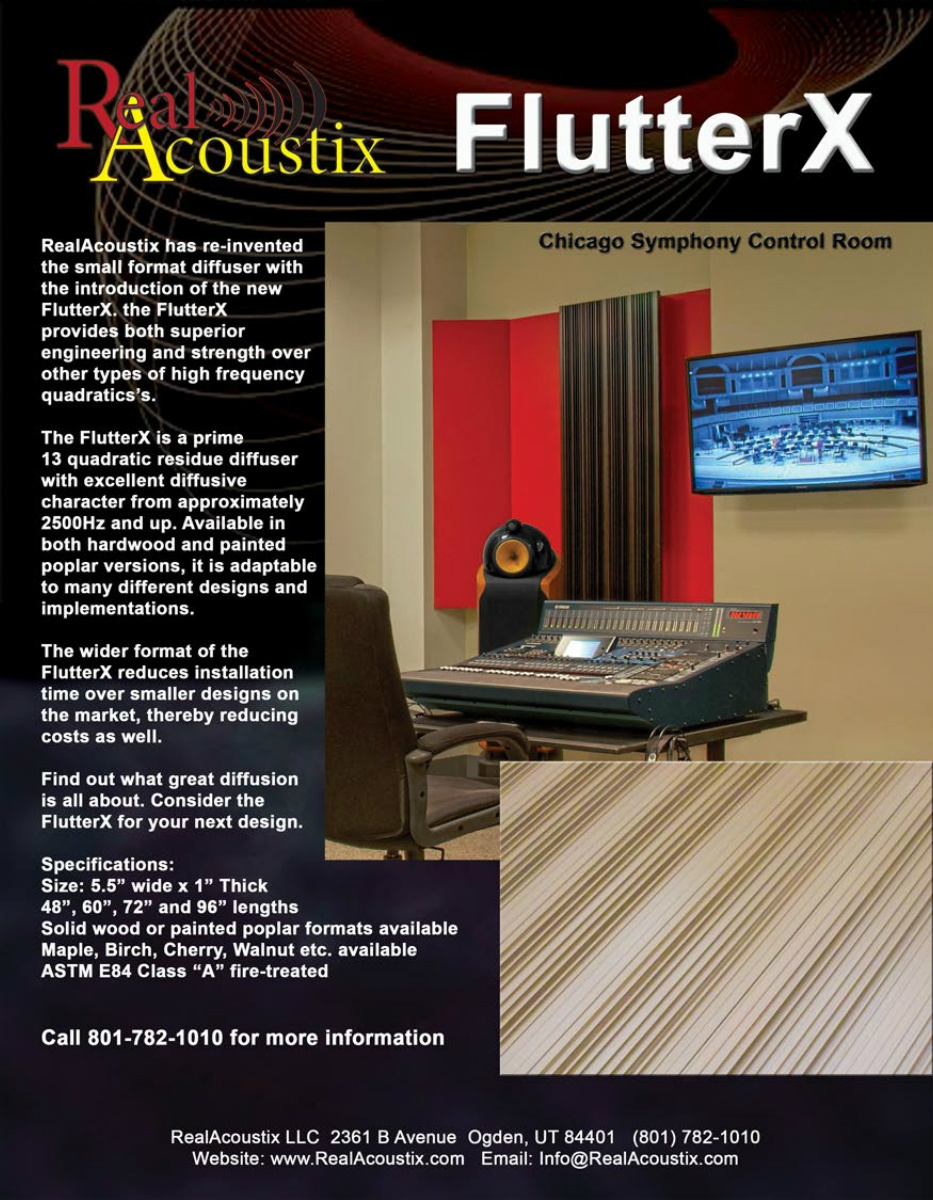 Real
Acoustix
FlutterX
Chicago Symphony Control Room
RealAcoustix has re-invented
the small format diffuser with
the introduction of the new
FlutterX. the FlutterX
provides both superior
engineering and strength over
other types of high frequency
quadratics's.
The FlutterX is a prime
13 quadratic residue diffuser
with excellent diffusive
character from approximately
2500Hz and up. Available in
both hardwood and painted
poplar versions, it is adaptable
to many different designs and
implementations.
The wider format of the
FlutterX reduces installation
time over smaller designs on
the market, thereby reducing
costs as well.
Find out what great diffusion
is all about. Consider the
FlutterX for your next design.
Specifications:
Size: 5.5” wide x 1” Thick
48”, 60”, 72” and 96” lengths
Solid wood or painted poplar formats available
Maple, Birch, Cherry, Walnut etc. available
ASTM E84 Class “A” fire-treated
Call 801-782-1010 for more information
RealAcoustix LLC 2361 B Avenue Ogden, UT 84401 (801) 782-1010
Website: www.RealAcoustix.com Email: Info@RealAcoustix.com